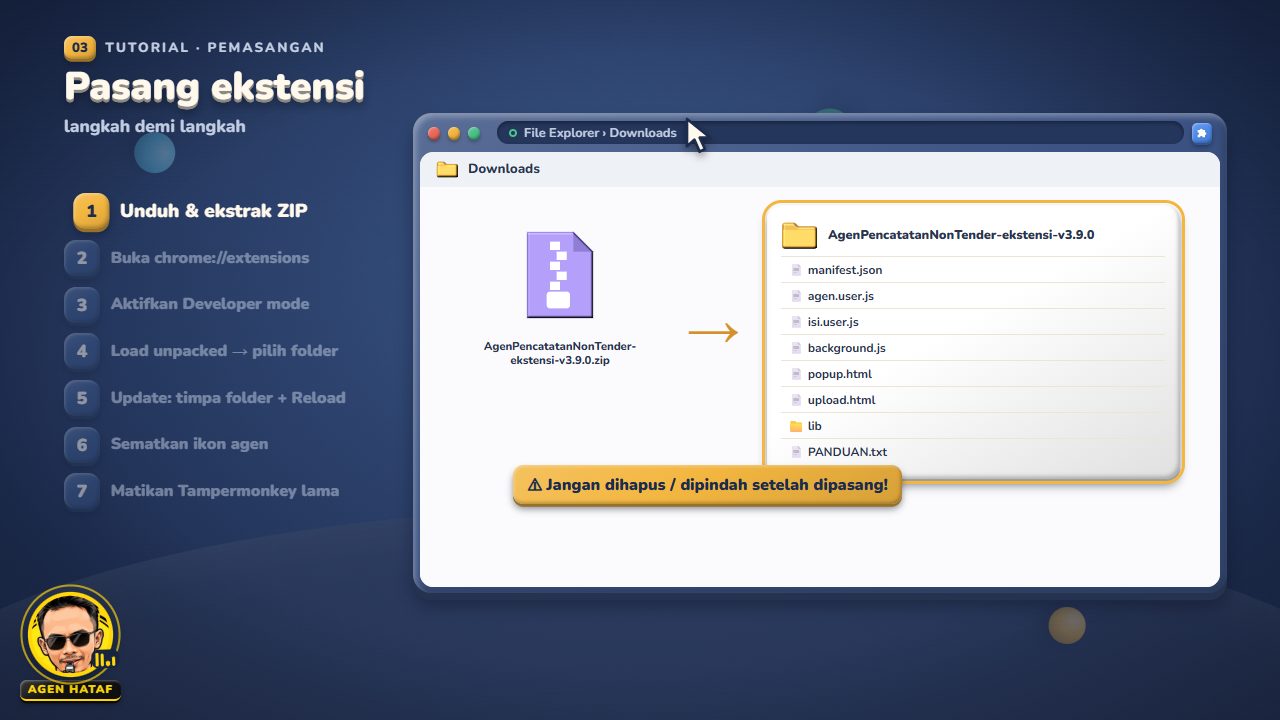 03 TUTORIAL · PEMASANGAN
Pasang ekstensi
langkah demi langkah
1 Unduh & ekstrak ZIP
2 Buka chrome://extensions
3 Aktifkan Developer mode
4 Load unpacked → pilih folder
5 Update: timpa folder + Reload
6 Sematkan ikon agen
7 Matikan Tampermonkey lama
File Explorer › Downloads
Downloads
AgenPencatatanNonTender-
ekstensi-v3.9.0.zip
→
AgenPencatatanNonTender-ekstensi-v3.9.0
manifest.json
agen.user.js
isi.user.js
background.js
popup.html
upload.html
lib
PANDUAN.txt
⚠ Jangan dihapus / dipindah setelah dipasang!
AGEN HATAF